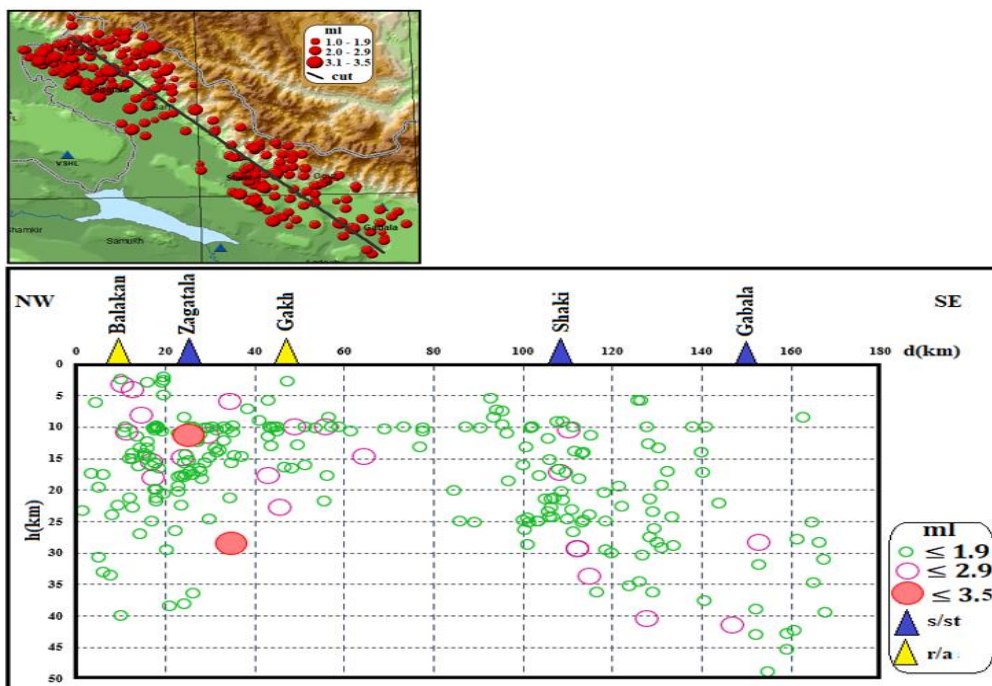 ml
1.0 - 1.9
2.0 - 2.9
3.1 - 3.5
cut
VSHL
Samukh
Gabala
NW
SE
Balakan
Zagatala
Gakh
Shaki
Gabala
0 20 40 60 80 100 120 140 160 180 d(km)
0
5
10
15
20
25
30
35
40
45
50
h(km)
ml
≤ 1.9
≤ 2.9
≤ 3.5
s/st
r/a